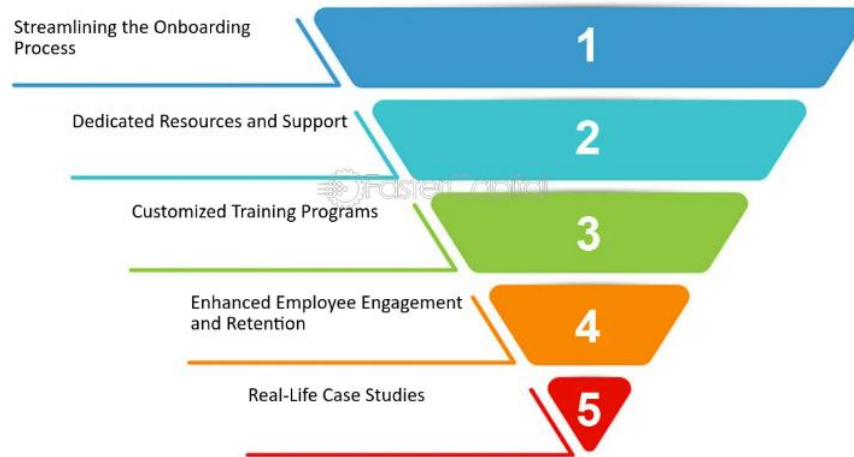 Streamlining the Onboarding
Process
1
Dedicated Resources and Support
2
FasterCapital
Customized Training Programs
3
Enhanced Employee Engagement
and Retention
4
Real-Life Case Studies
5